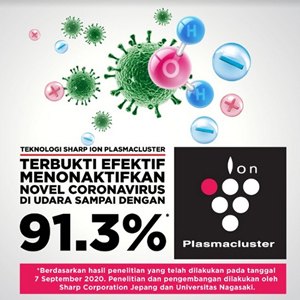 H
O
H
TEKNOLOGI SHARP ION PLASMACLUSTER
TERBUKTI EFEKTIF
MENONAKTIFKAN
NOVEL CORONAVIRUS
DI UDARA SAMPAI DENGAN
91.3%*
Ion
Plasmacluster
*Berdasarkan hasil penelitian yang telah dilakukan pada tanggal
7 September 2020. Penelitian dan pengembangan dilakukan oleh
Sharp Corporation Jepang dan Universitas Nagasaki.